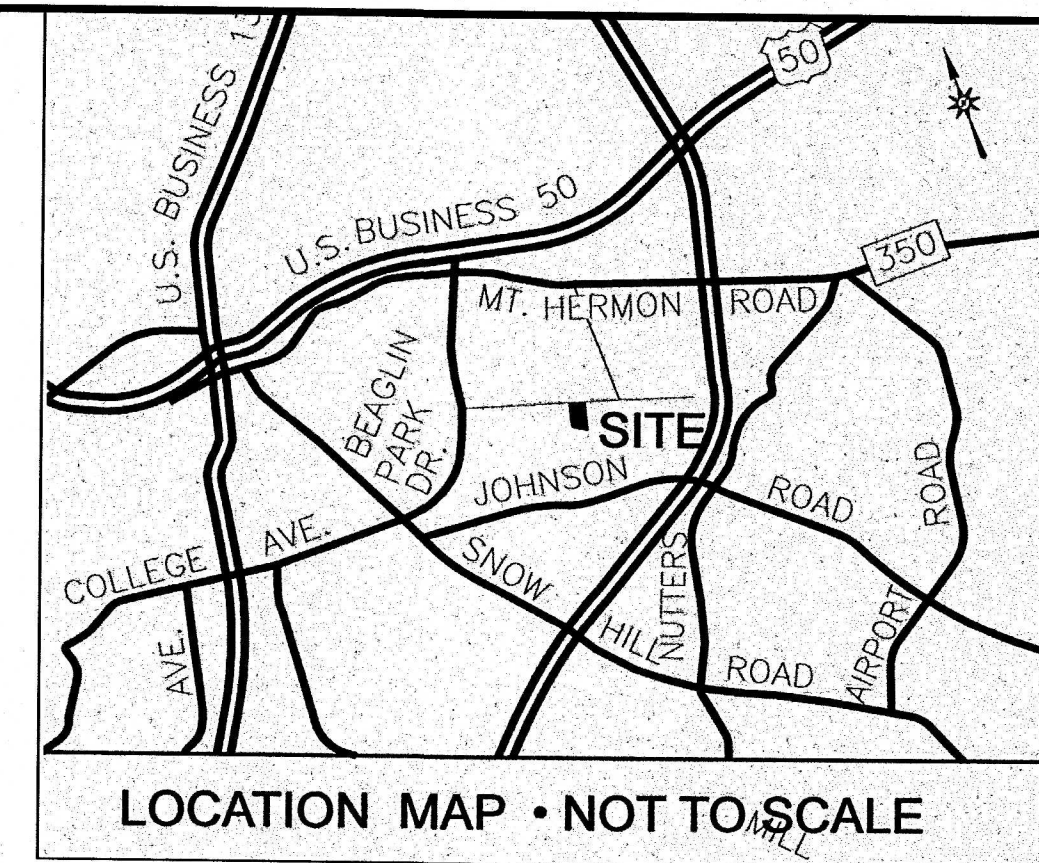 U.S. BUSINESS 13
50
U.S. BUSINESS 50
350
MT. HERMON ROAD
BEAGLIN
PARK
DR.
SITE
JOHNSON ROAD
ROAD
COLLEGE AVE.
SNOW
HILL
ROAD
NUTTERS
AIRPORT
AVE.
LOCATION MAP • NOT TO SCALE
MILL